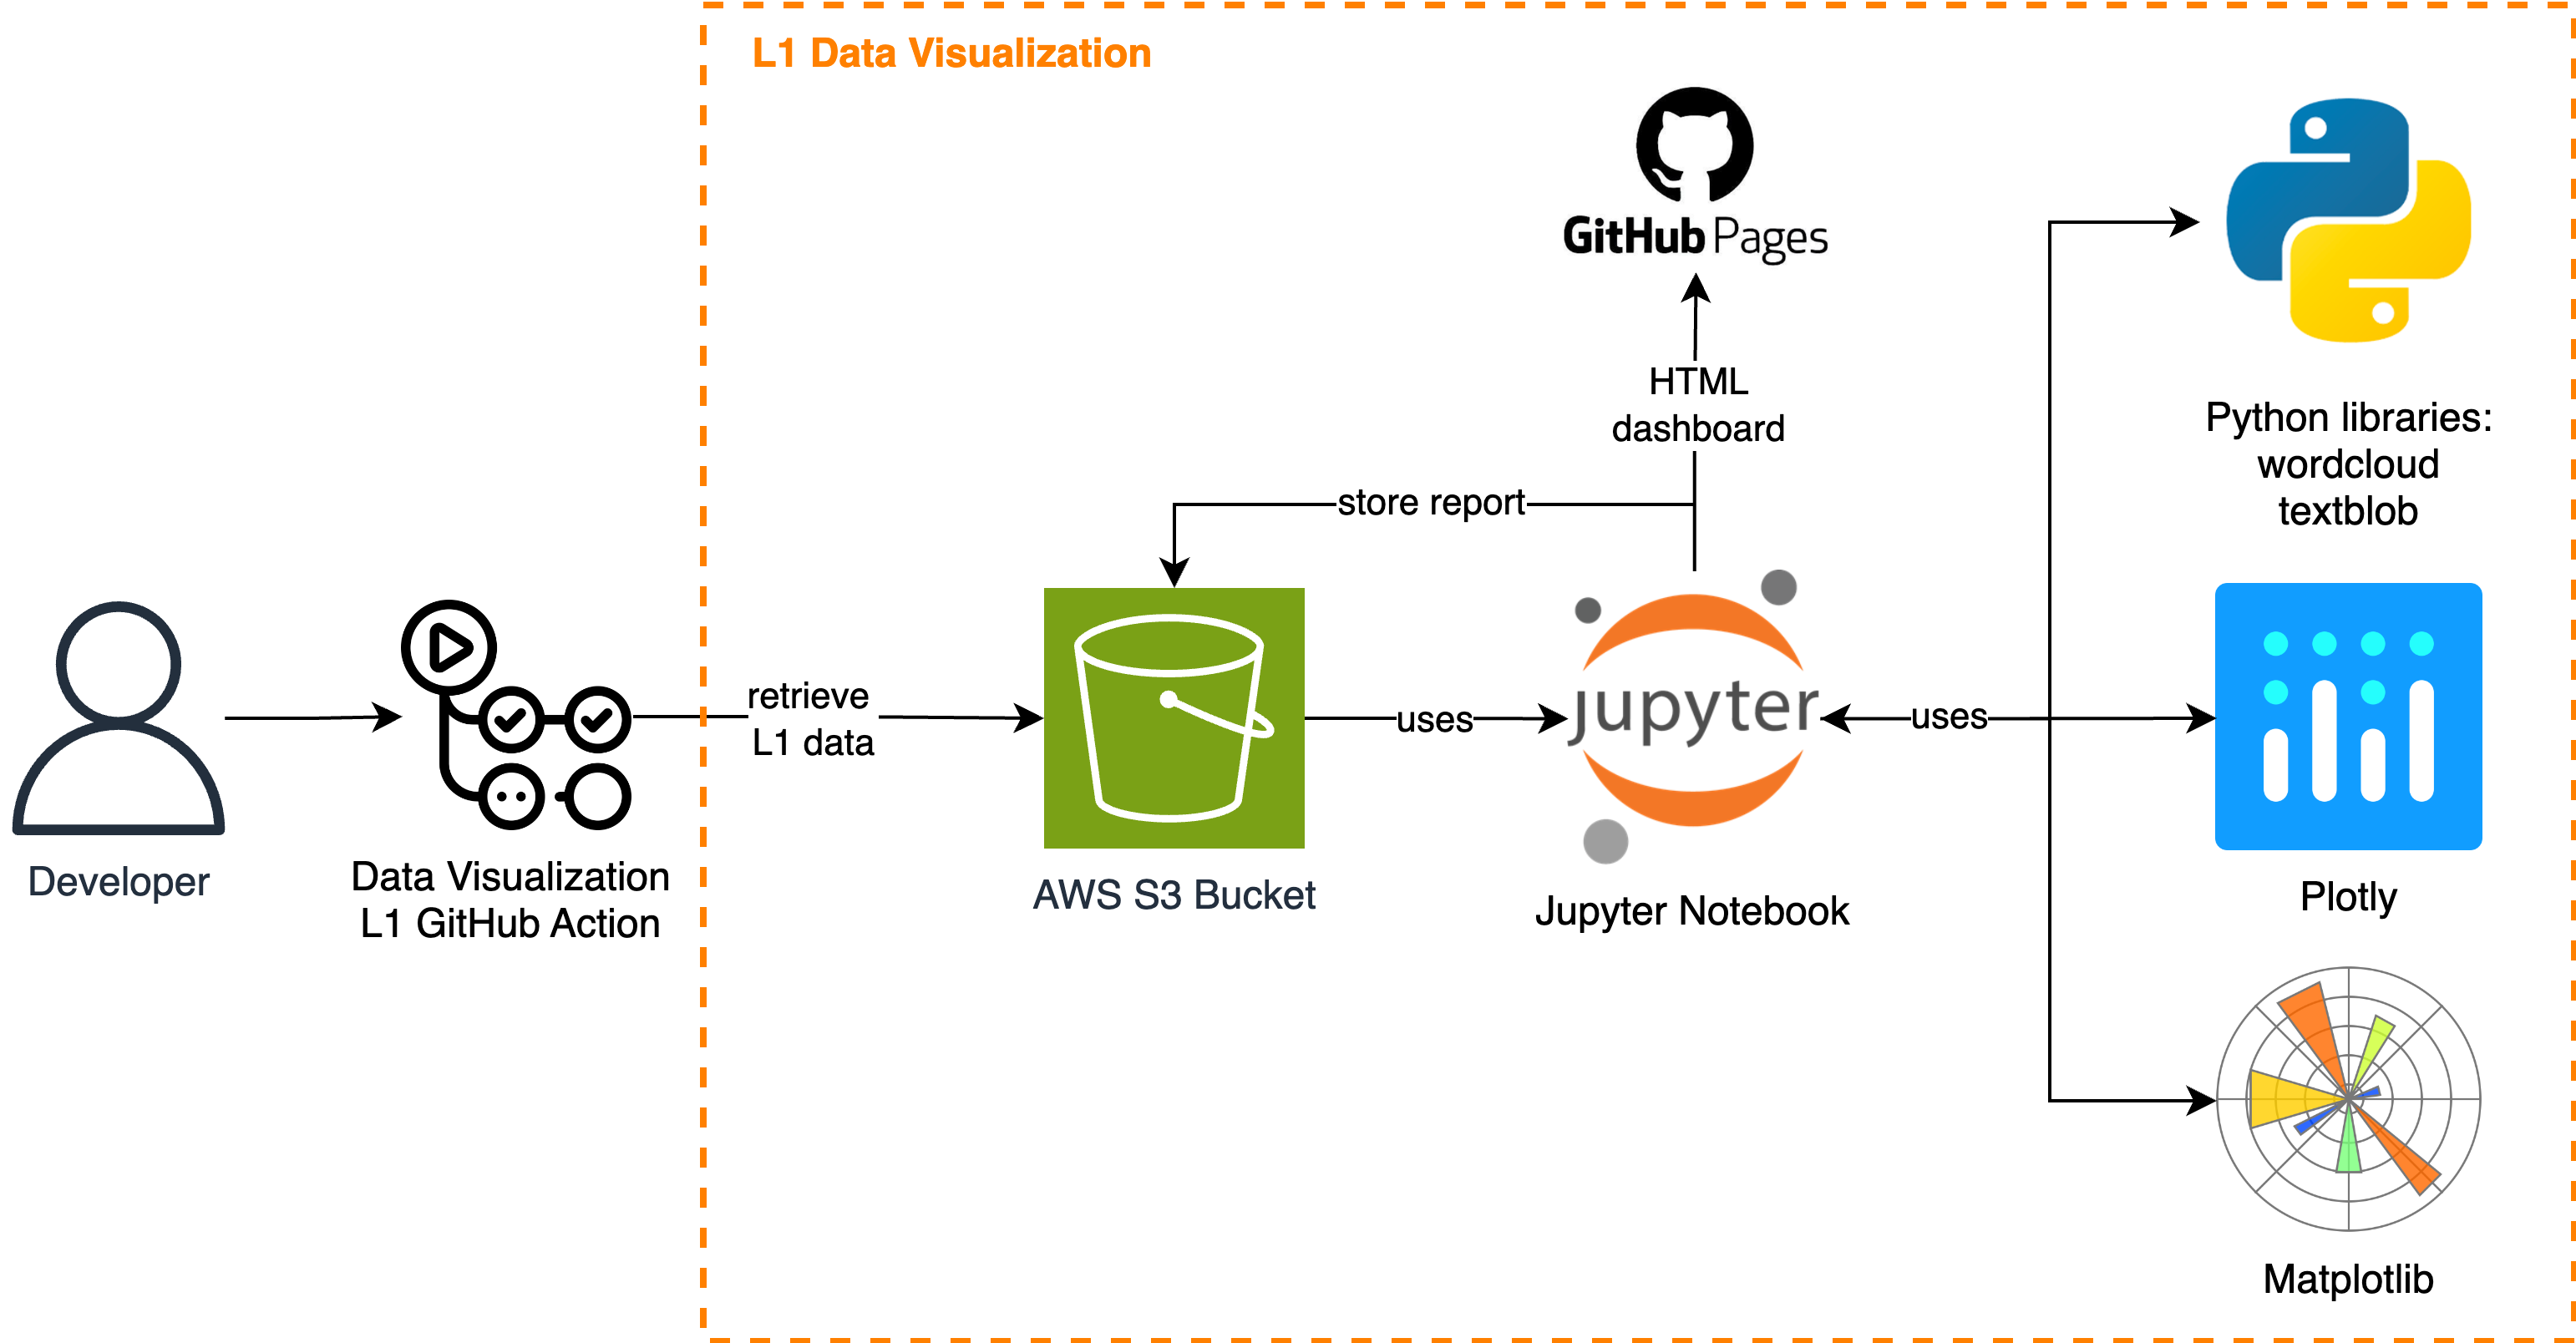 L1 Data Visualization
GitHub Pages
HTML
dashboard
store report
Python libraries:
wordcloud
textblob
retrieve
L1 data
uses
jupyter
uses
Developer
Data Visualization
L1 GitHub Action
AWS S3 Bucket
Jupyter Notebook
Plotly
Matplotlib